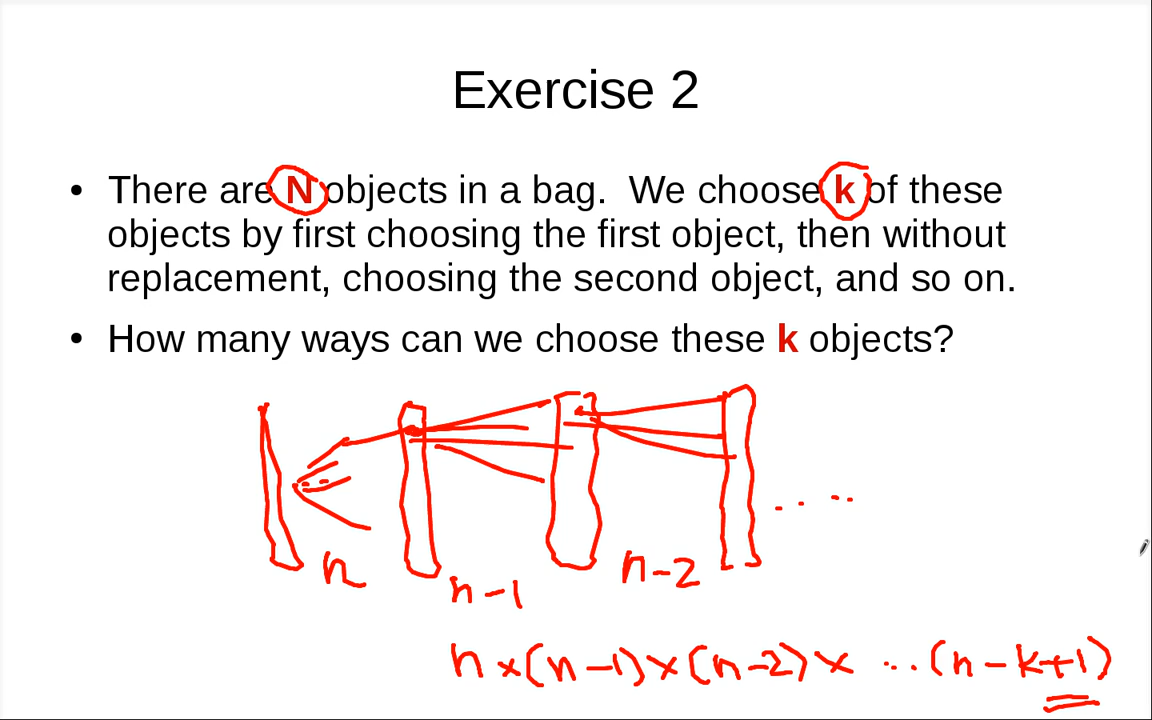 Exercise 2
• There are N objects in a bag. We choose k of these
objects by first choosing the first object, then without
replacement, choosing the second object, and so on.
• How many ways can we choose these k objects?
n
n-1
n-2
....
n×(n-1)×(n-2)× ...(n-k+1)